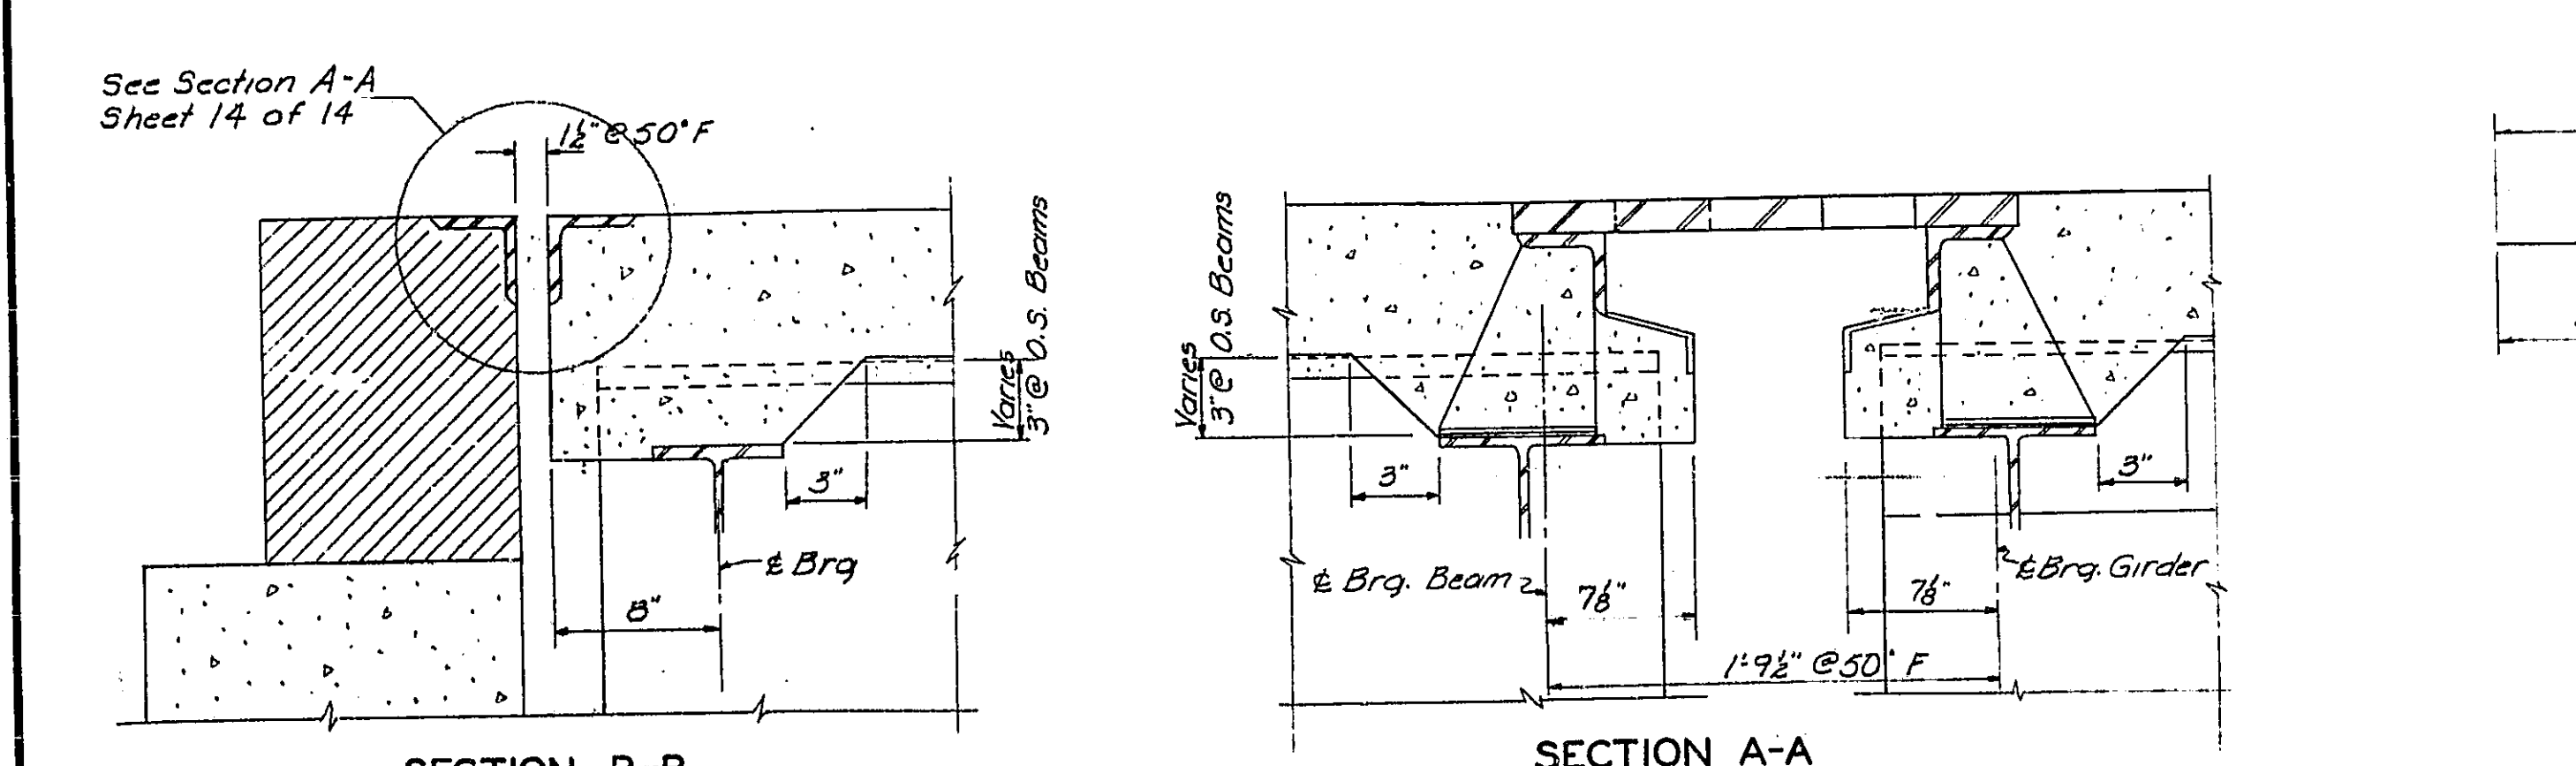 See Section A-A
Sheet 14 of 14
1½" @ 50° F
Varies
3" @ O.S. Beams
3"
℄ Brg
8"
Varies
3" @ O.S. Beams
3"
℄ Brg. Beam
7⅛"
3"
℄ Brg. Girder
7⅛"
1'-9½" @ 50° F
SECTION A-A